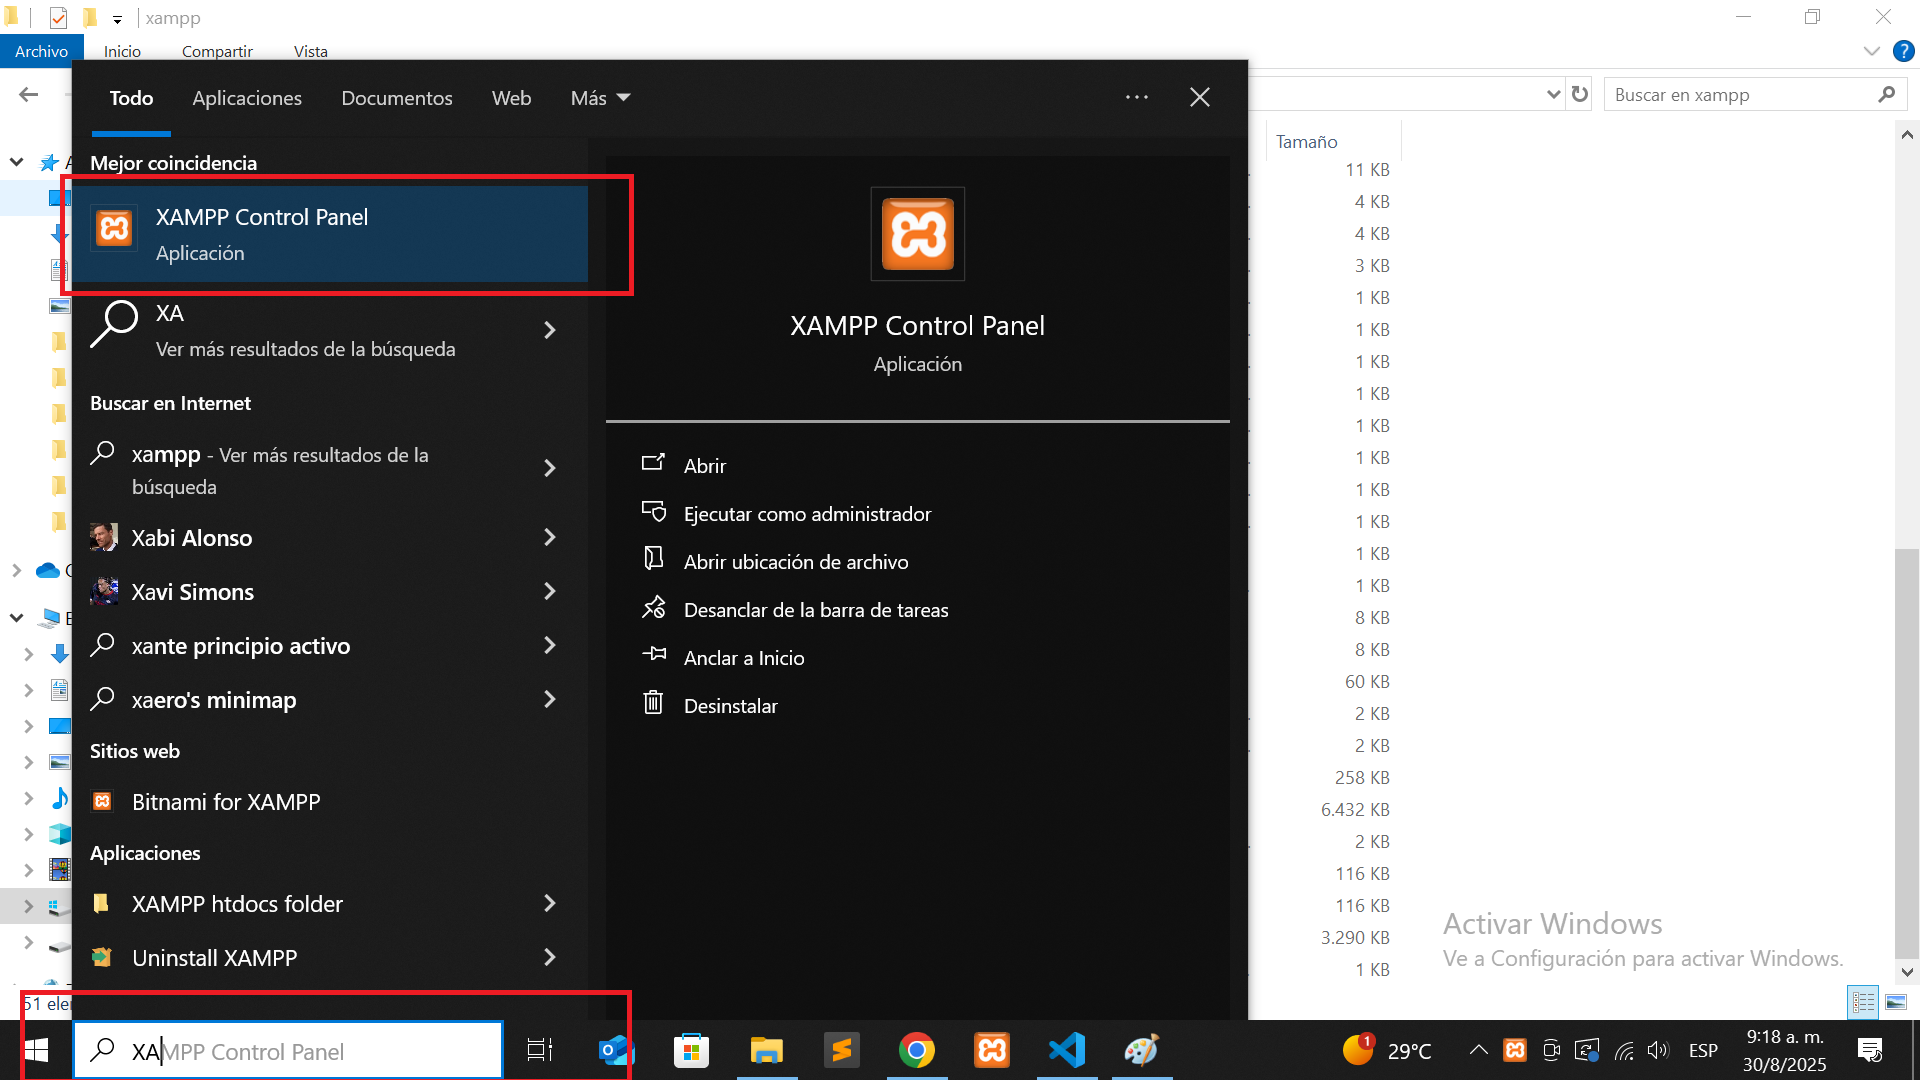 xampp
Archivo Inicio Compartir Vista
Todo Aplicaciones Documentos Web Más
Buscar en xampp
Tamaño
Mejor coincidencia
XAMPP Control Panel
Aplicación
XA
Ver más resultados de la búsqueda
Buscar en Internet
xampp - Ver más resultados de la
búsqueda
Xabi Alonso
Xavi Simons
xante principio activo
xaero's minimap
Sitios web
Bitnami for XAMPP
Aplicaciones
XAMPP htdocs folder
Uninstall XAMPP
XAMPP Control Panel
Aplicación
Abrir
Ejecutar como administrador
Abrir ubicación de archivo
Desanclar de la barra de tareas
Anclar a Inicio
Desinstalar
11 KB
4 KB
4 KB
3 KB
1 KB
1 KB
1 KB
1 KB
1 KB
1 KB
1 KB
1 KB
1 KB
1 KB
8 KB
8 KB
60 KB
2 KB
2 KB
258 KB
6.432 KB
2 KB
116 KB
116 KB
3.290 KB
1 KB
Activar Windows
Ve a Configuración para activar Windows.
51
XAMPP Control Panel
1
29°C
ESP
9:18 a. m.
30/8/2025